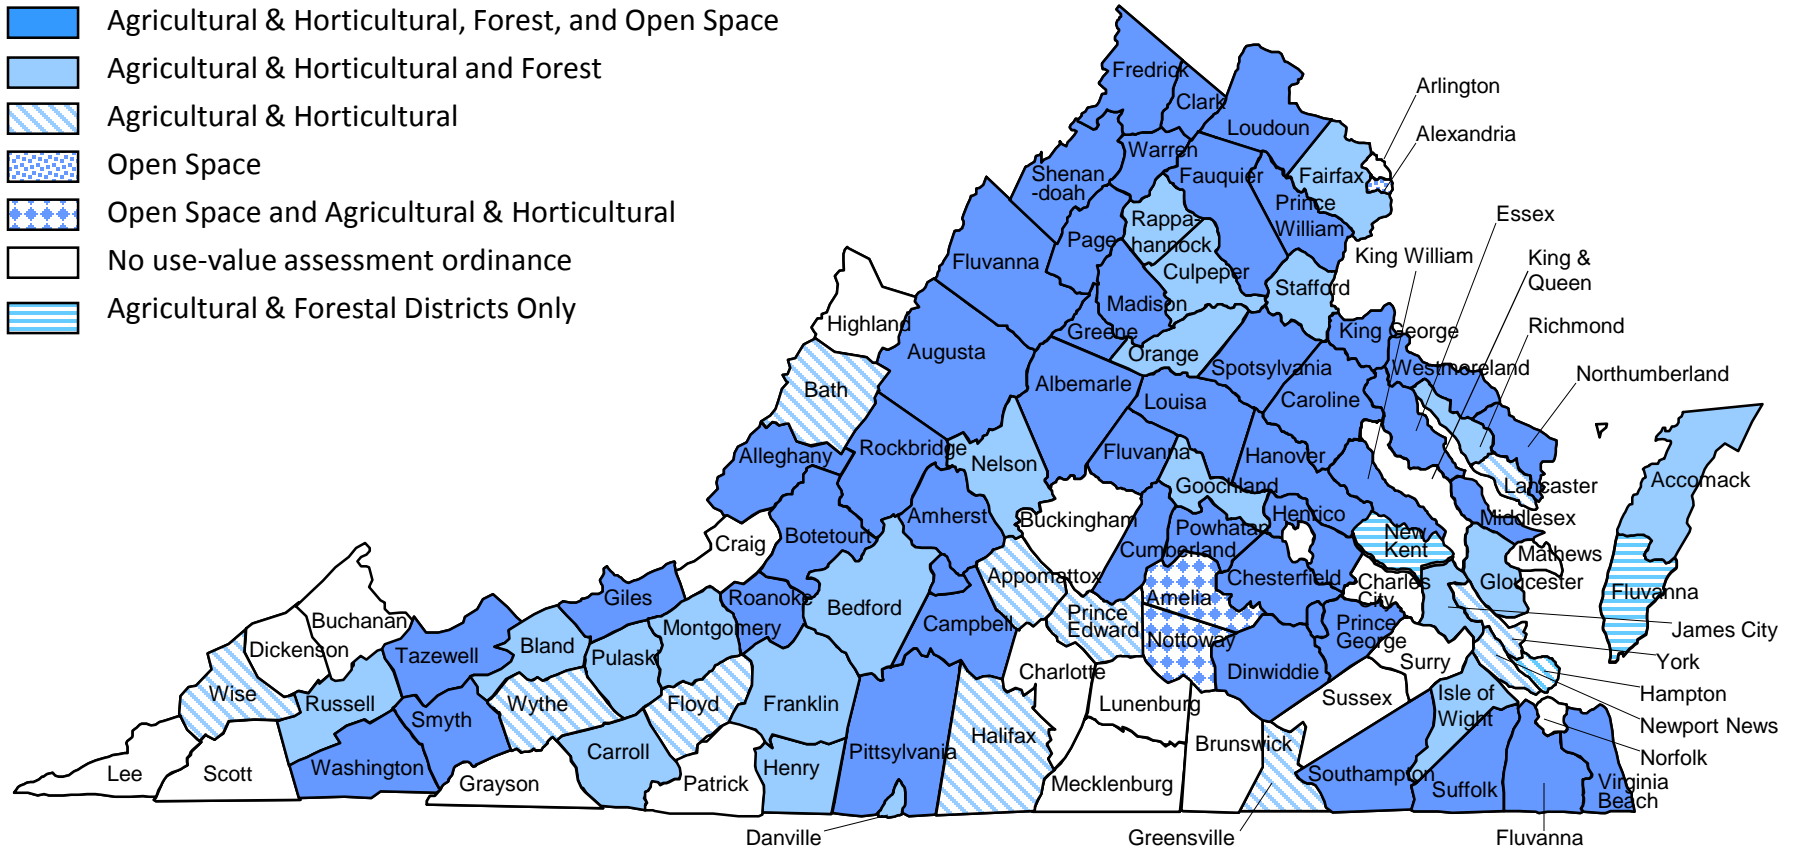 Agricultural & Horticultural, Forest, and Open Space
Agricultural & Horticultural and Forest
Agricultural & Horticultural
Open Space
Open Space and Agricultural & Horticultural
No use-value assessment ordinance
Agricultural & Forestal Districts Only
Fredrick
Clark
Loudoun
Arlington
Alexandria
Warren
Shenan
-doah
Fauquier
Fairfax
Prince
William
Essex
Rappa-
hannock
Page
Fluvanna
Culpeper
King William
King &
Queen
Stafford
Madison
Highland
Greene
King George
Richmond
Augusta
Orange
Spotsylvania
Westmoreland
Northumberland
Bath
Albemarle
Louisa
Caroline
Rockbridge
Alleghany
Nelson
Fluvanna
Hanover
Goochland
Lancaster
Accomack
Amherst
Buckingham
Henrico
Middlesex
Botetourt
Powhatan
Craig
Cumberland
New
Kent
Mathews
Appomattox
Chesterfield
Charles
City
Gloucester
Fluvanna
Giles
Roanoke
Bedford
Amelia
Buchanan
Prince
Edward
Campbell
Montgomery
Prince
George
James City
Dickenson
Tazewell
Bland
Pulask
Nottoway
Surry
York
Charlotte
Dinwiddie
Wise
Russell
Wythe
Floyd
Franklin
Lunenburg
Sussex
Isle of
Wight
Hampton
Smyth
Newport News
Carroll
Pittsylvania
Halifax
Brunswick
Norfolk
Lee
Scott
Washington
Grayson
Patrick
Henry
Mecklenburg
Southampton
Suffolk
Virginia
Beach
Danville
Greensville
Fluvanna